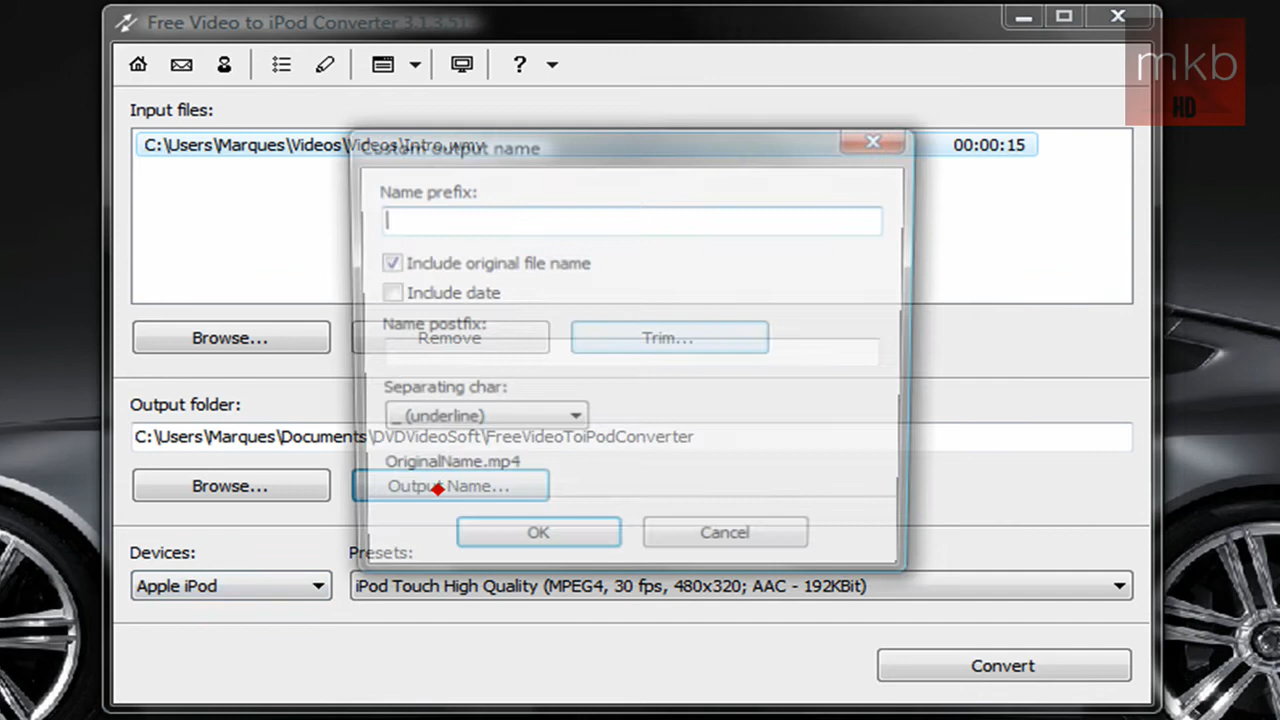 Free Video to iPod Converter 3.1.3.51
mkb
HD
Input files:
C:\Users\Marques\Videos\Videos\Intro.wmv
00:00:15
Custom output name
Name prefix:
Include original file name
Include date
Name postfix:
Browse...
Remove
Trim...
Separating char:
_ (underline)
Output folder:
C:\Users\Marques\Documents\DVDVideoSoft\FreeVideoToiPodConverter
OriginalName.mp4
Browse...
Output Name...
OK
Cancel
Devices:
Presets:
Apple iPod
iPod Touch High Quality (MPEG4, 30 fps, 480x320; AAC - 192KBit)
Convert